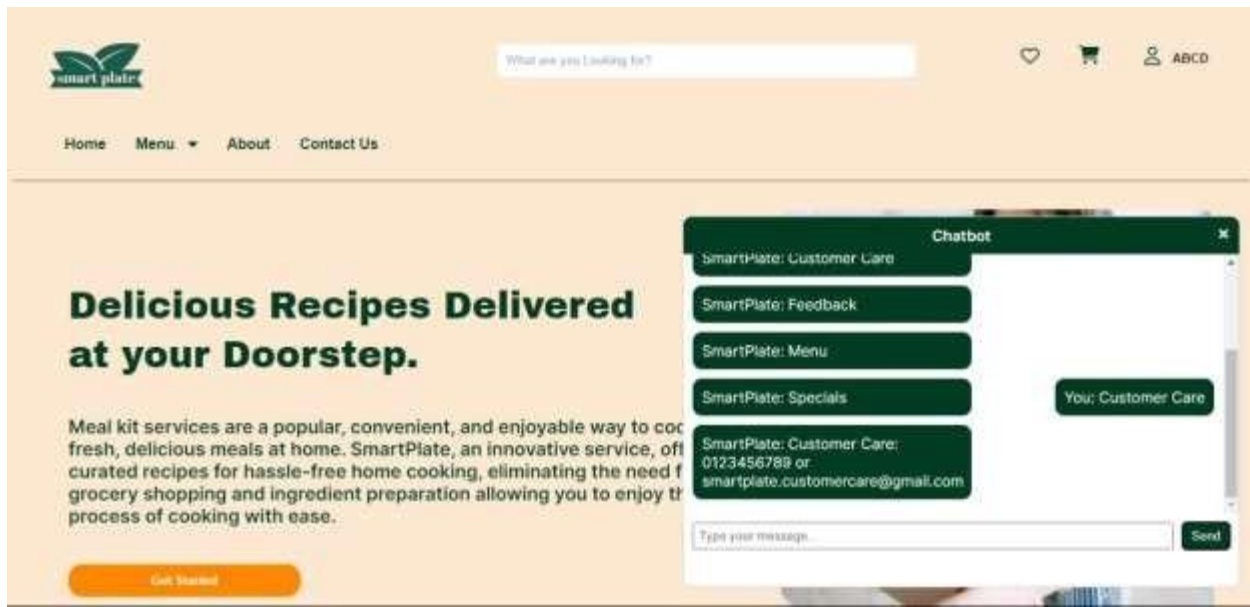 smart plate
What are you Looking for?
ABCD
Home Menu About Contact Us
Chatbot
SmartPlate: Customer Care
SmartPlate: Feedback
SmartPlate: Menu
SmartPlate: Specials
You: Customer Care
SmartPlate: Customer Care:
0123456789 or
smartplate.customercare@gmail.com
Type your message...
Send
Delicious Recipes Delivered
at your Doorstep.
Meal kit services are a popular, convenient, and enjoyable way to coo
fresh, delicious meals at home. SmartPlate, an innovative service, off
curated recipes for hassle-free home cooking, eliminating the need f
grocery shopping and ingredient preparation allowing you to enjoy th
process of cooking with ease.
Get Started